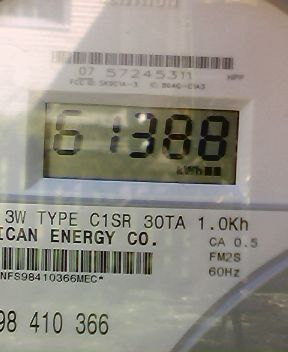 07 57245311 HPF
61388
kWh
3W TYPE C1SR 30TA 1.0Kh
ICAN ENERGY CO.
CA 0.5
FM2S
60Hz
NFS98410366MEC*
98 410 366